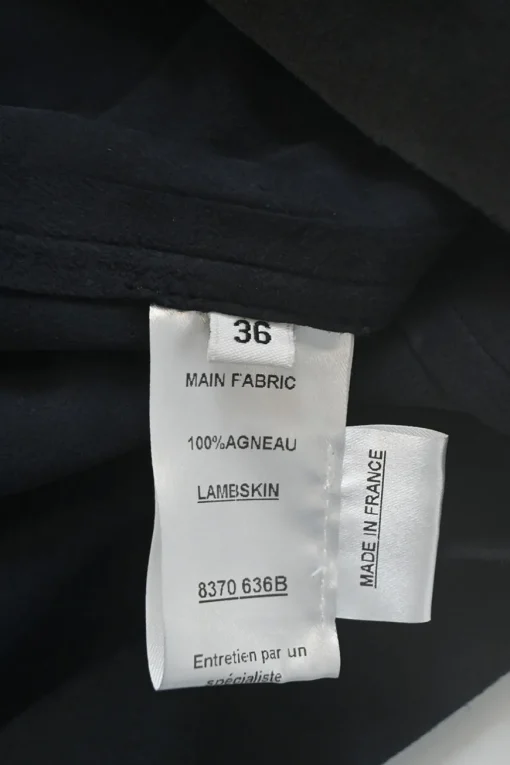 36
MAIN FABRIC
100%AGNEAU
LAMBSKIN
8370 636B
Entretien par un
spécialiste
MADE IN FRANCE